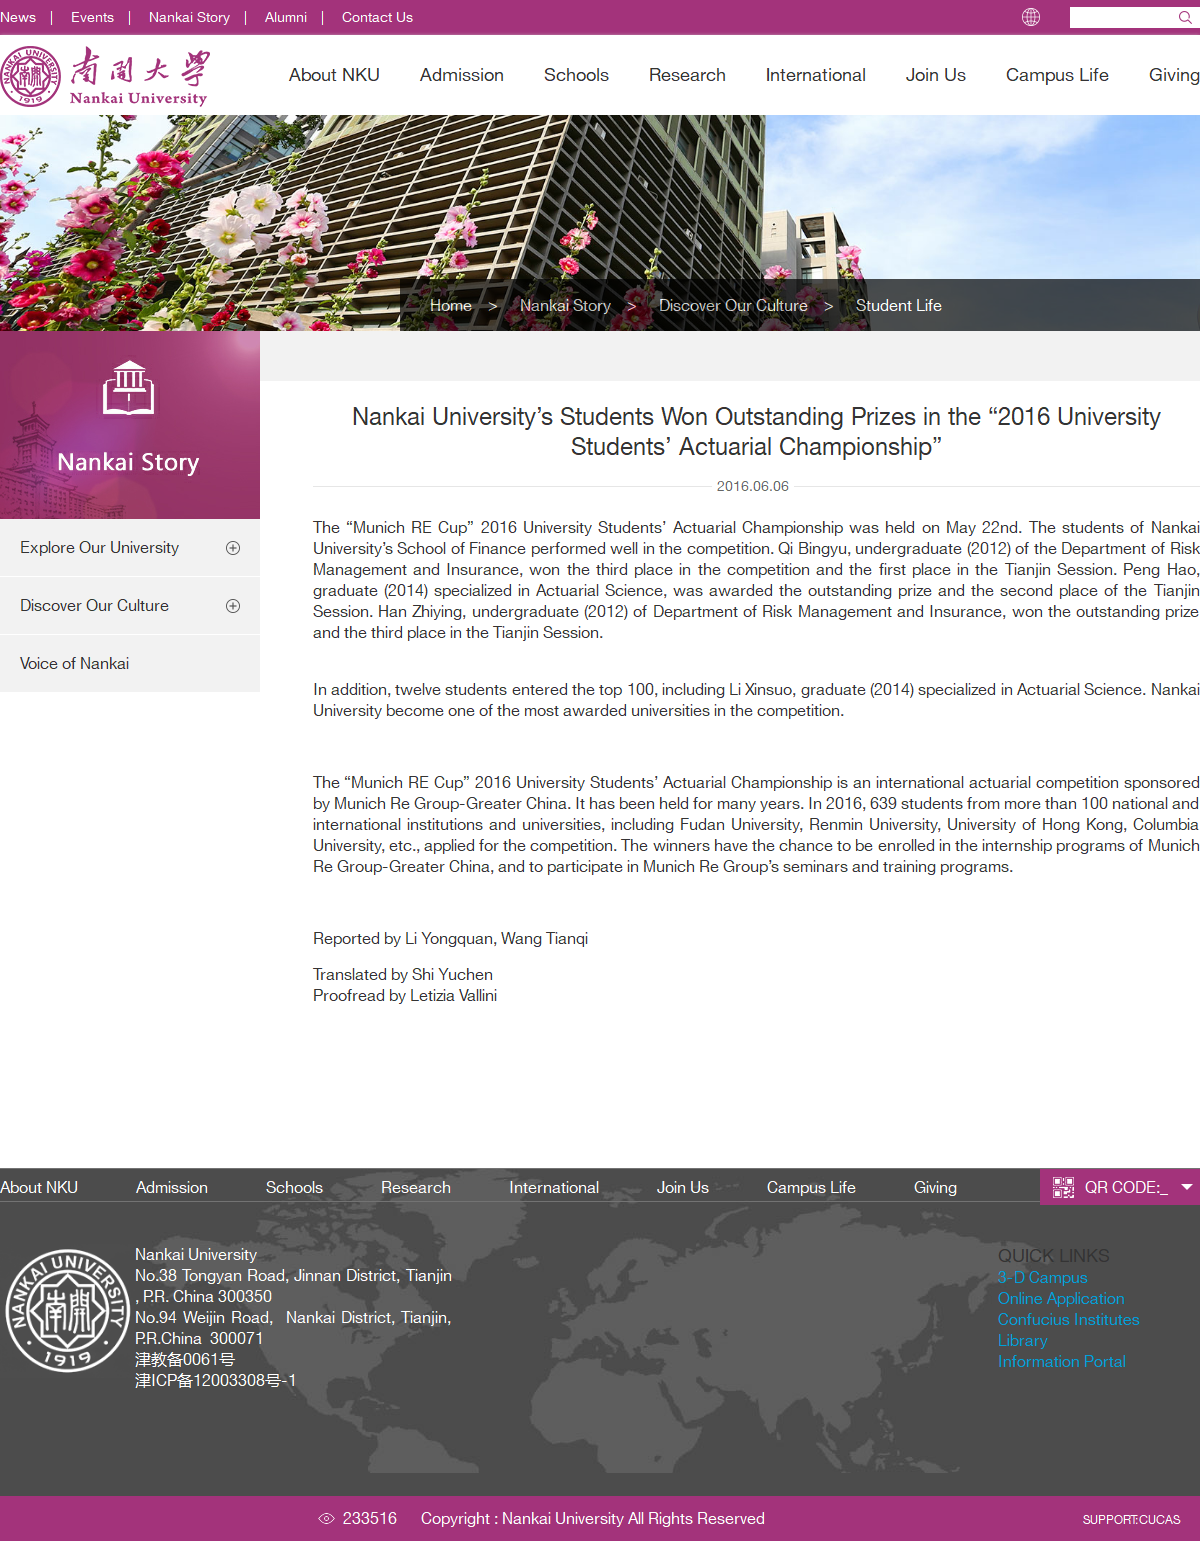 News | Events | Nankai Story | Alumni | Contact Us
NANKAI UNIVERSITY
南開
1919
南開大學
Nankai University
About NKU Admission Schools Research International Join Us Campus Life Giving
Home > Nankai Story > Discover Our Culture > Student Life
Nankai Story
Explore Our University
Discover Our Culture
Voice of Nankai
Nankai University’s Students Won Outstanding Prizes in the “2016 University
Students’ Actuarial Championship”
2016.06.06
The “Munich RE Cup” 2016 University Students’ Actuarial Championship was held on May 22nd. The students of Nankai
University’s School of Finance performed well in the competition. Qi Bingyu, undergraduate (2012) of the Department of Risk
Management and Insurance, won the third place in the competition and the first place in the Tianjin Session. Peng Hao,
graduate (2014) specialized in Actuarial Science, was awarded the outstanding prize and the second place of the Tianjin
Session. Han Zhiying, undergraduate (2012) of Department of Risk Management and Insurance, won the outstanding prize
and the third place in the Tianjin Session.
In addition, twelve students entered the top 100, including Li Xinsuo, graduate (2014) specialized in Actuarial Science. Nankai
University become one of the most awarded universities in the competition.
The “Munich RE Cup” 2016 University Students’ Actuarial Championship is an international actuarial competition sponsored
by Munich Re Group-Greater China. It has been held for many years. In 2016, 639 students from more than 100 national and
international institutions and universities, including Fudan University, Renmin University, University of Hong Kong, Columbia
University, etc., applied for the competition. The winners have the chance to be enrolled in the internship programs of Munich
Re Group-Greater China, and to participate in Munich Re Group’s seminars and training programs.
Reported by Li Yongquan, Wang Tianqi
Translated by Shi Yuchen
Proofread by Letizia Vallini
About NKU Admission Schools Research International Join Us Campus Life Giving
QR CODE:_
NANKAI UNIVERSITY
南開
1919
Nankai University
No.38 Tongyan Road, Jinnan District, Tianjin
, P.R. China 300350
No.94 Weijin Road, Nankai District, Tianjin,
P.R.China 300071
津教备0061号
津ICP备12003308号-1
QUICK LINKS
3-D Campus
Online Application
Confucius Institutes
Library
Information Portal
233516 Copyright : Nankai University All Rights Reserved
SUPPORT:CUCAS